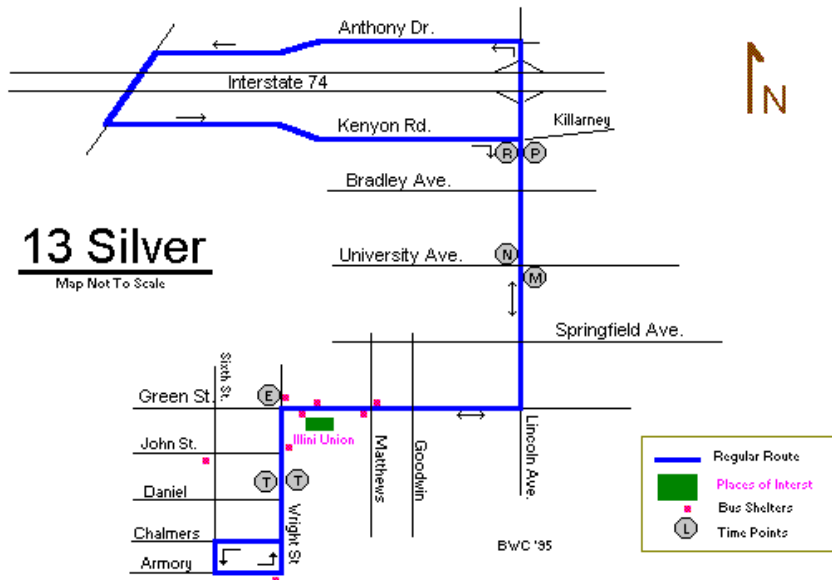 Anthony Dr.
Interstate 74
N
Kenyon Rd.
Killarney
R P
Bradley Ave.
13 Silver
Map Not To Scale
University Ave.
N
M
Springfield Ave.
Sixth St.
Green St.
E
Illini Union
John St.
Matthews
Goodwin
Lincoln Ave.
Daniel
T T
Wright St
Chalmers
Armory
BWC '95
Regular Route
Places of Interst
Bus Shelters
L
Time Points